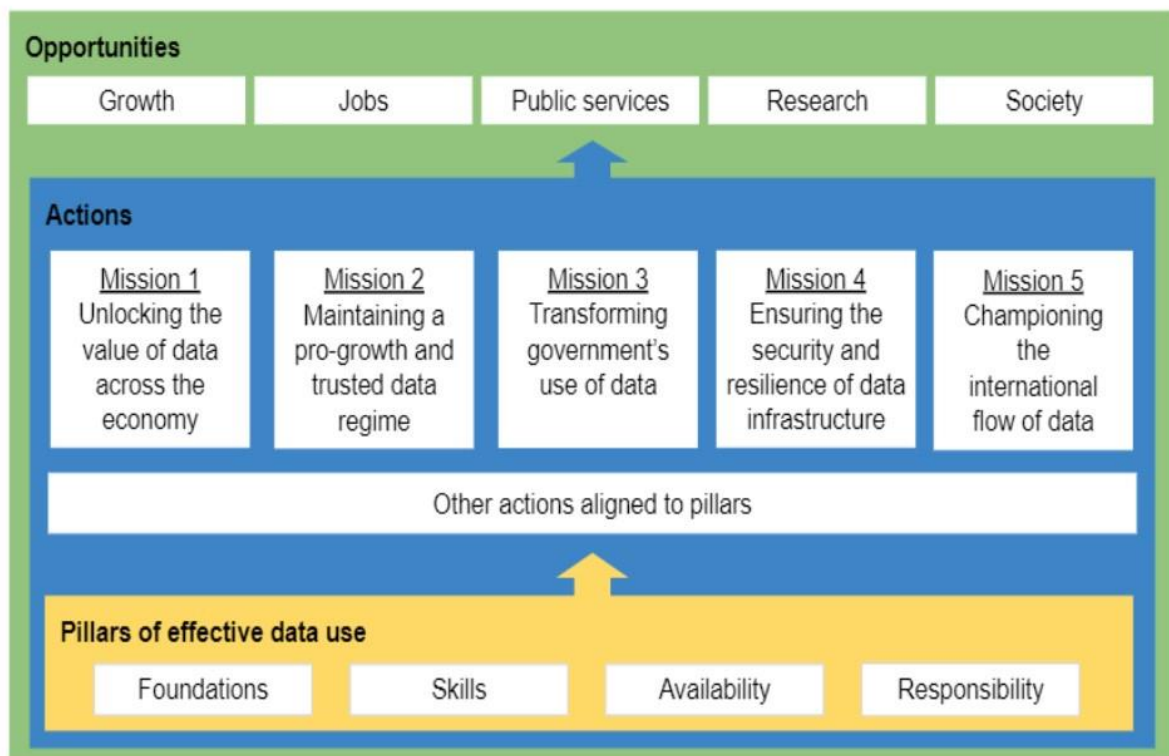 Opportunities
Growth
Jobs
Public services
Research
Society
Actions
Mission 1
Unlocking the
value of data
across the
economy
Mission 2
Maintaining a
pro-growth and
trusted data
regime
Mission 3
Transforming
government’s
use of data
Mission 4
Ensuring the
security and
resilience of data
infrastructure
Mission 5
Championing
the
international
flow of data
Other actions aligned to pillars
Pillars of effective data use
Foundations
Skills
Availability
Responsibility